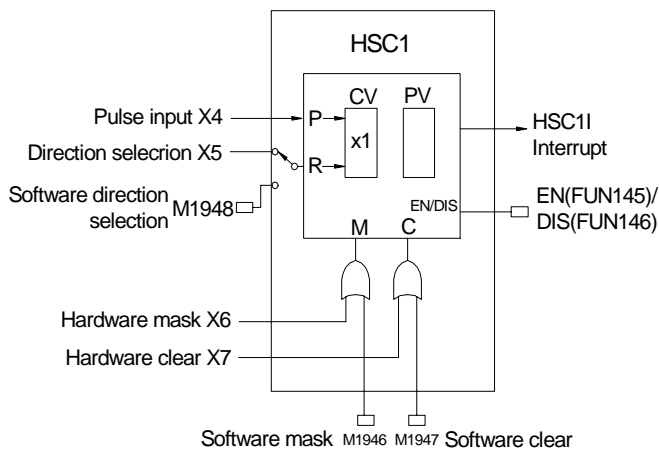 HSC1
CV PV
Pulse input X4
P
x1
HSC1I
Interrupt
Direction selecrion X5
R
Software direction
selection M1948
EN/DIS
EN(FUN145)/
DIS(FUN146)
M C
Hardware mask X6
Hardware clear X7
Software mask M1946 M1947 Software clear